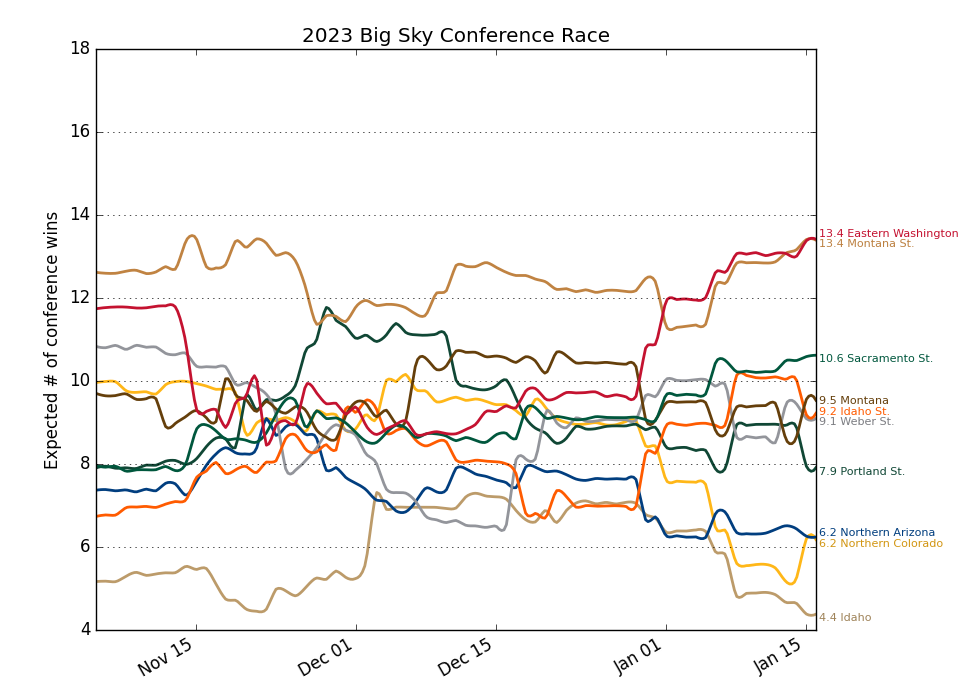 2023 Big Sky Conference Race
Expected # of conference wins
18
16
14
12
10
8
6
4
Nov 15
Dec 01
Dec 15
Jan 01
Jan 15
13.4 Eastern Washington
13.4 Montana St.
10.6 Sacramento St.
9.5 Montana
9.2 Idaho St.
9.1 Weber St.
7.9 Portland St.
6.2 Northern Arizona
6.2 Northern Colorado
4.4 Idaho